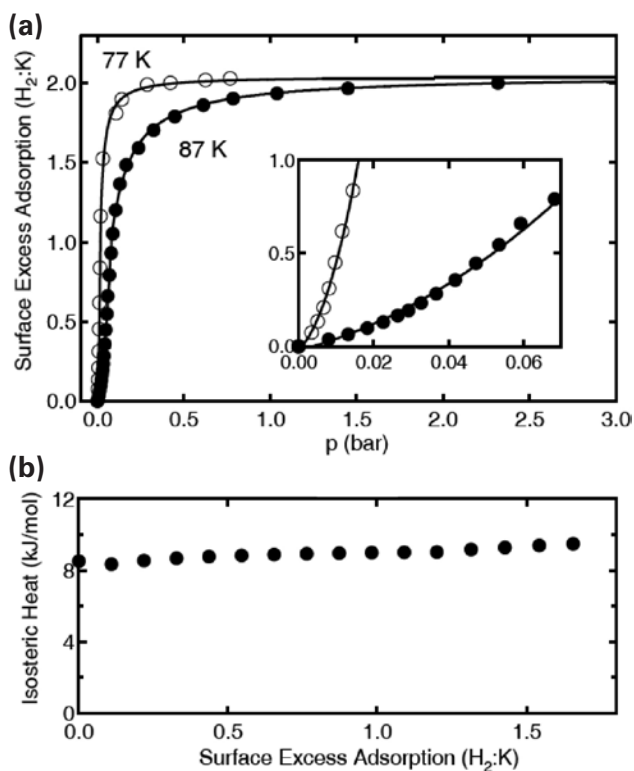 (a)
Surface Excess Adsorption (H₂:K)
2.0
1.5
1.0
0.5
0.0
77 K
87 K
1.0
0.5
0.0
0.00 0.02 0.04 0.06
0.0 0.5 1.0 1.5 2.0 2.5 3.0
p (bar)
(b)
Isosteric Heat (kJ/mol)
12
8
4
0
0.0 0.5 1.0 1.5
Surface Excess Adsorption (H₂:K)